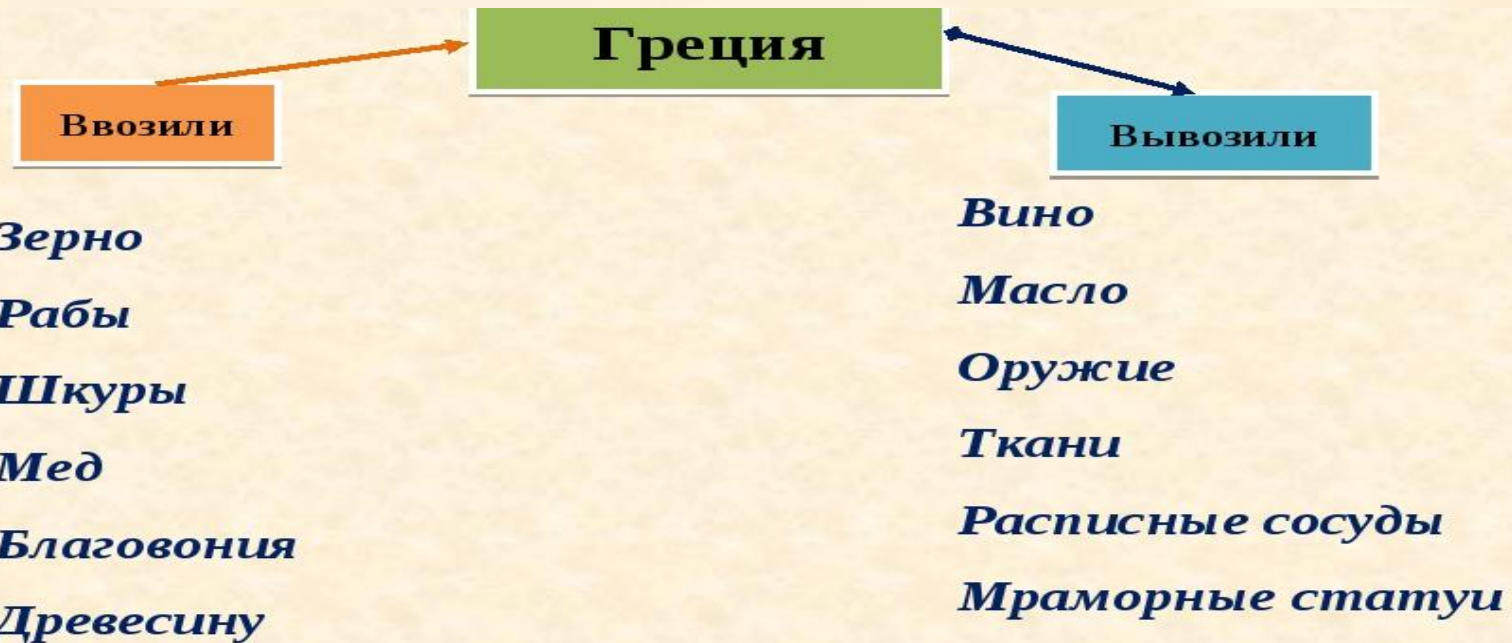 Греция
Ввозили
Вывозили
Зерно
Рабы
Шкуры
Мед
Благовония
Древесину
Вино
Масло
Оружие
Ткани
Расписные сосуды
Мраморные статуи